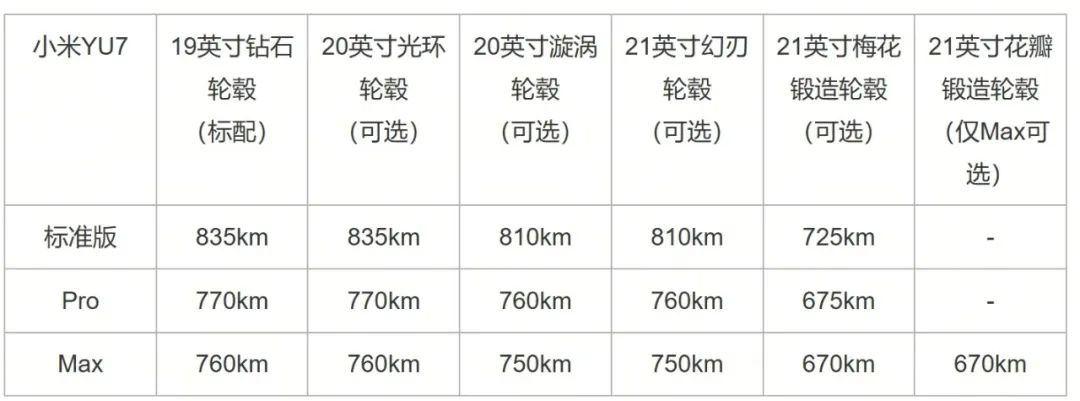 小米YU7
19英寸钻石
轮毂
（标配）
20英寸光环
轮毂
（可选）
20英寸漩涡
轮毂
（可选）
21英寸幻刃
轮毂
（可选）
21英寸梅花
锻造轮毂
（可选）
21英寸花瓣
锻造轮毂
（仅Max可
选）
标准版 835km 835km 810km 810km 725km -
Pro 770km 770km 760km 760km 675km -
Max 760km 760km 750km 750km 670km 670km